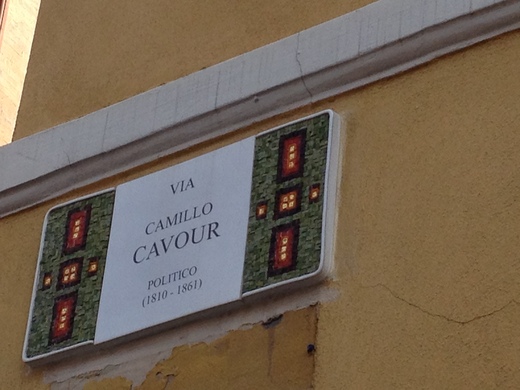 VIA
CAMILLO
CAVOUR
POLITICO
(1810 - 1861)